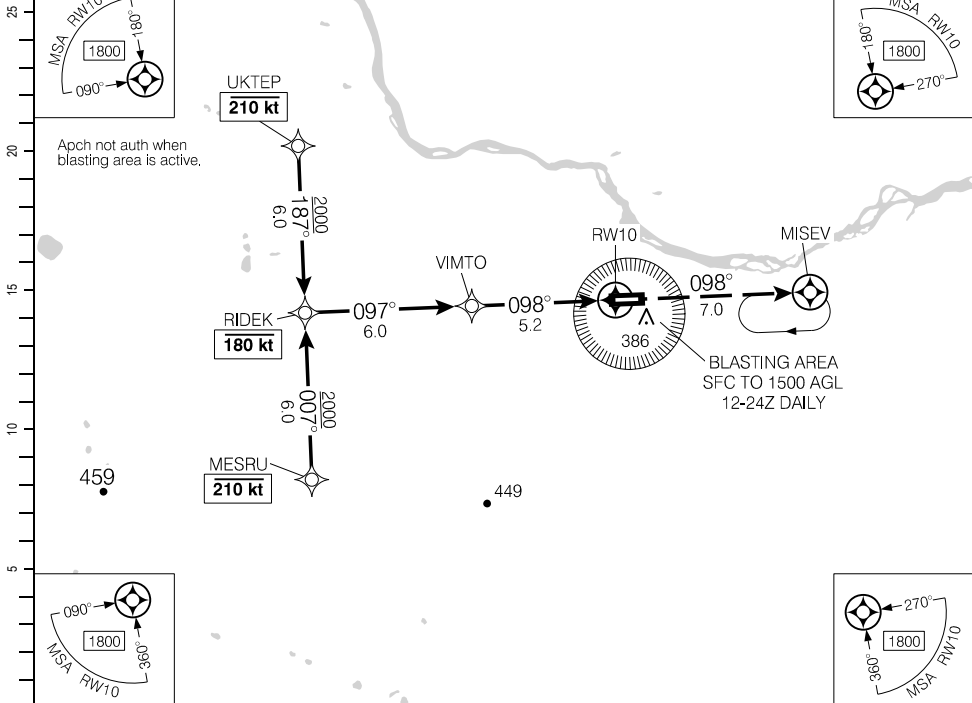 25
20
15
10
5
MSA RW10
180°
1800
090°
MSA RW10
180°
1800
270°
Apch not auth when
blasting area is active.
UKTEP
210 kt
2000
187°
6.0
RIDEK
180 kt
097°
6.0
VIMTO
098°
5.2
RW10
386
098°
7.0
MISEV
BLASTING AREA
SFC TO 1500 AGL
12-24Z DAILY
2000
007°
6.0
MESRU
210 kt
459
449
090°
1800
360°
MSA RW10
270°
1800
360°
MSA RW10